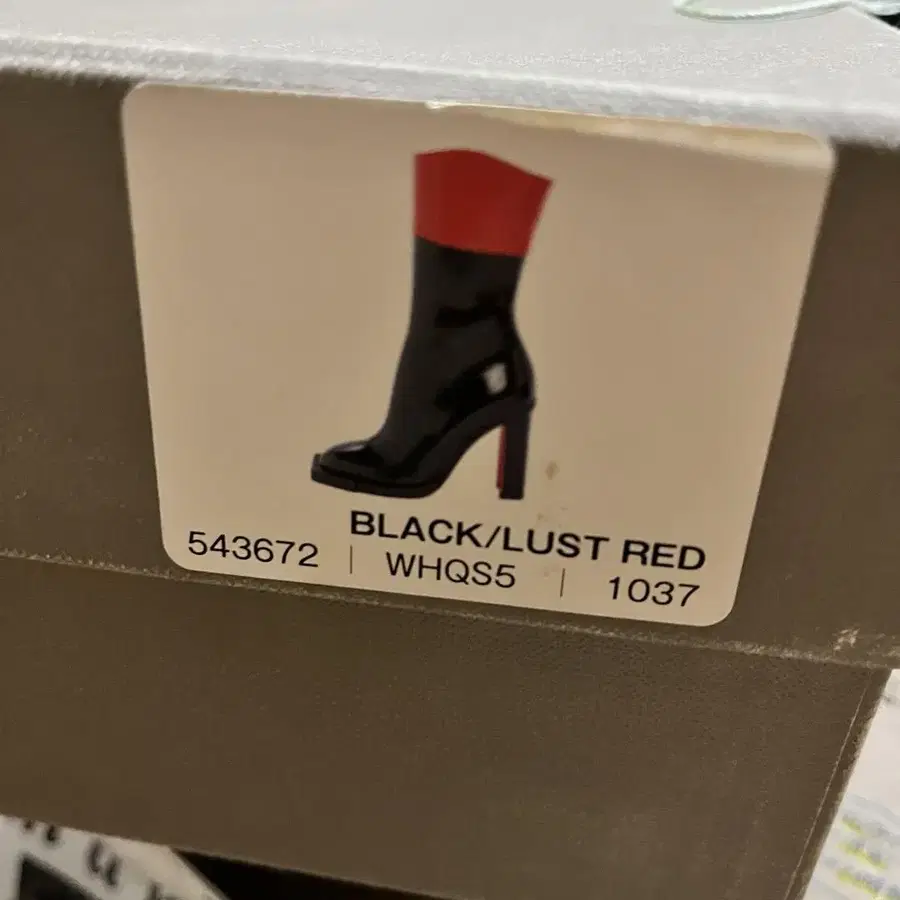 BLACK/LUST RED
543672 | WHQS5 | 1037